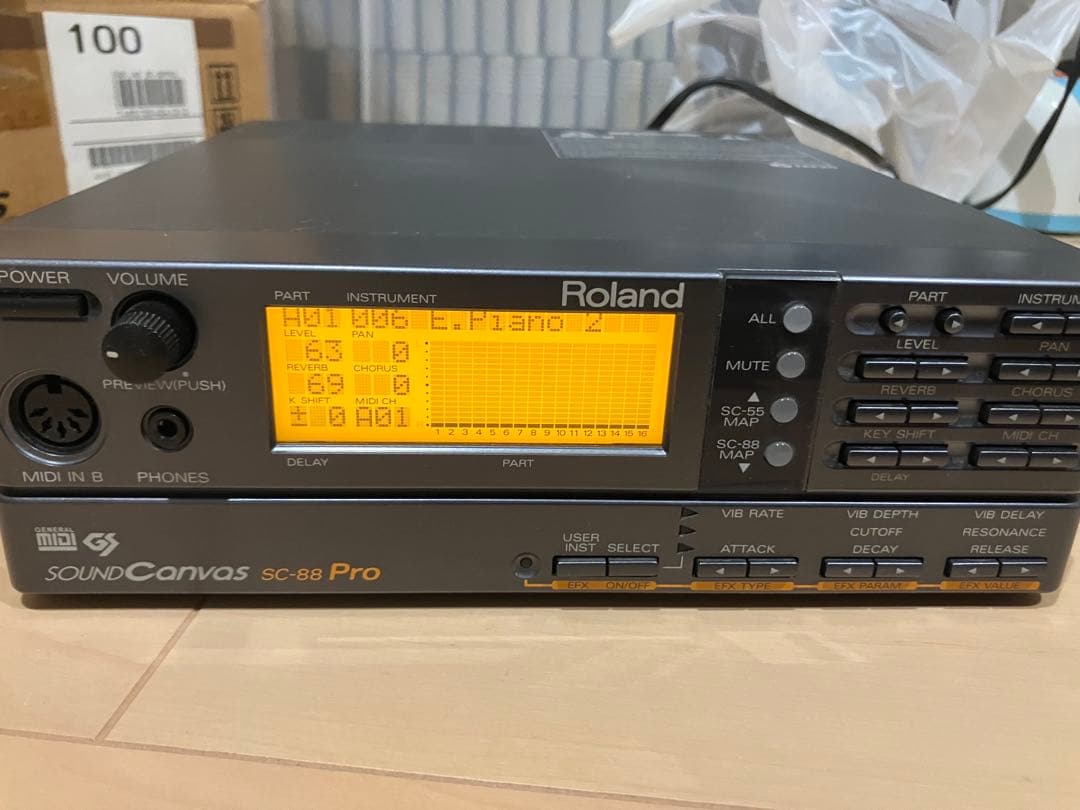 100
POWER
VOLUME
PREVIEW(PUSH)
MIDI IN B
PHONES
PART INSTRUMENT
Roland
A01 006 E.Piano 2
LEVEL PAN
63 0
REVERB CHORUS
69 0
K SHIFT MIDI CH
± 0 A01
1 2 3 4 5 6 7 8 9 10 11 12 13 14 15 16
DELAY
PART
ALL
MUTE
▲
SC-55
MAP
SC-88
MAP
▼
PART INSTRUM
LEVEL PAN
REVERB CHORUS
KEY SHIFT MIDI CH
DELAY
GENERAL
MIDI GS
SOUND Canvas SC-88 Pro
USER
INST SELECT
EFX ON/OFF
VIB RATE VIB DEPTH VIB DELAY
CUTOFF RESONANCE
ATTACK DECAY RELEASE
EFX TYPE EFX PARAM EFX VALUE